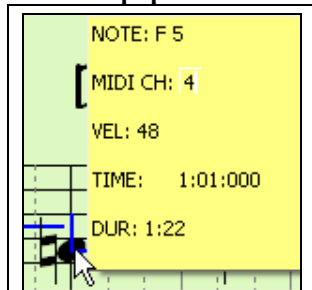 NOTE: F 5
MIDI CH: 4
VEL: 48
TIME: 1:01:000
DUR: 1:22